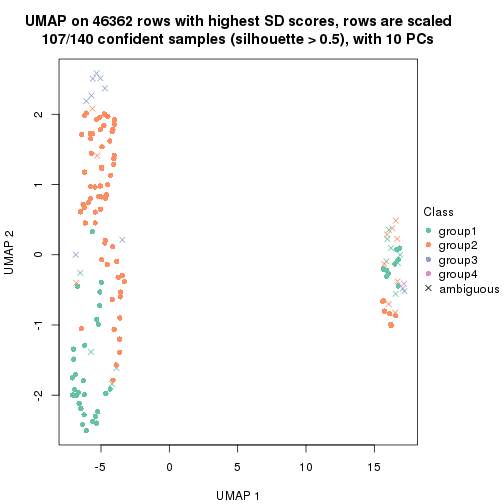 UMAP on 46362 rows with highest SD scores, rows are scaled
107/140 confident samples (silhouette > 0.5), with 10 PCs
UMAP 2
2
1
0
-1
-2
-5
0
5
10
15
UMAP 1
Class
group1
group2
group3
group4
ambiguous